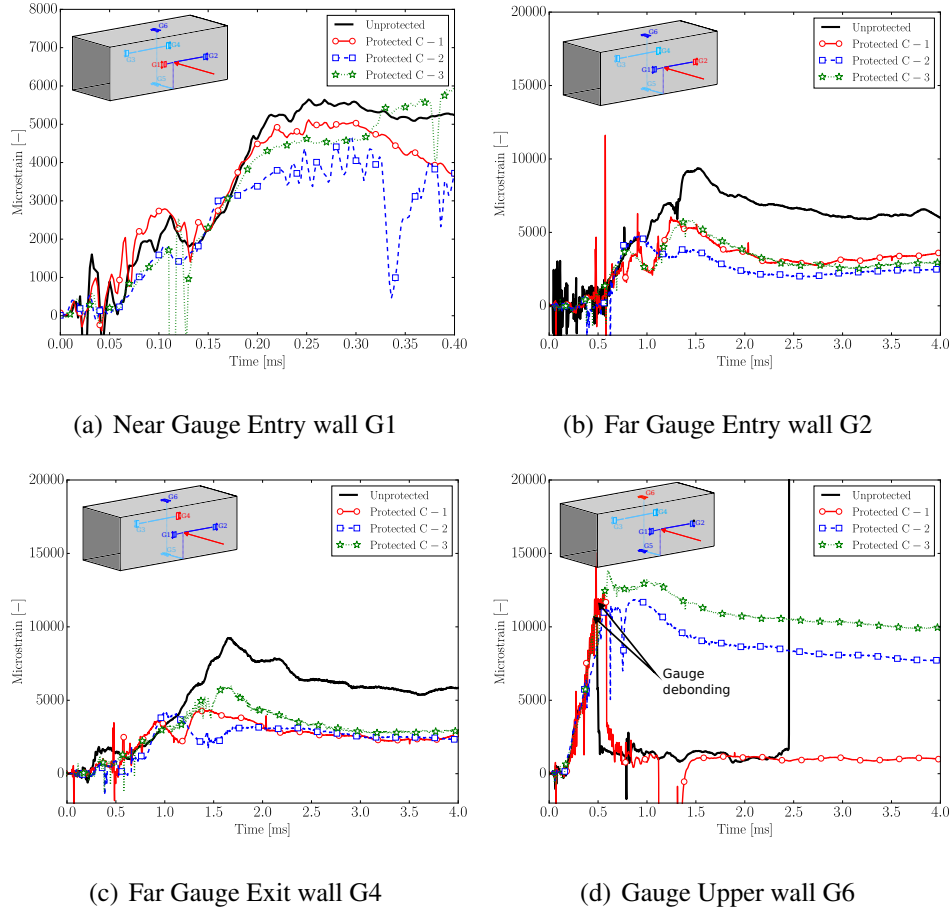 8000
7000
6000
5000
4000
3000
2000
1000
0
Microstrain [−]
0.00 0.05 0.10 0.15 0.20 0.25 0.30 0.35 0.40
Time [ms]
G6
G4
G3
G1
G2
G5
Unprotected
Protected C − 1
Protected C − 2
Protected C − 3
(a) Near Gauge Entry wall G1
20000
15000
10000
5000
0
Microstrain [−]
0.0 0.5 1.0 1.5 2.0 2.5 3.0 3.5 4.0
Time [ms]
G6
G4
G3
G1
G2
G5
Unprotected
Protected C − 1
Protected C − 2
Protected C − 3
(b) Far Gauge Entry wall G2
20000
15000
10000
5000
0
Microstrain [−]
0.0 0.5 1.0 1.5 2.0 2.5 3.0 3.5 4.0
Time [ms]
G6
G4
G3
G1
G2
G5
Unprotected
Protected C − 1
Protected C − 2
Protected C − 3
(c) Far Gauge Exit wall G4
20000
15000
10000
5000
0
Microstrain [−]
0.0 0.5 1.0 1.5 2.0 2.5 3.0 3.5 4.0
Time [ms]
G6
G4
G3
G1
G2
G5
Unprotected
Protected C − 1
Protected C − 2
Protected C − 3
Gauge
debonding
(d) Gauge Upper wall G6